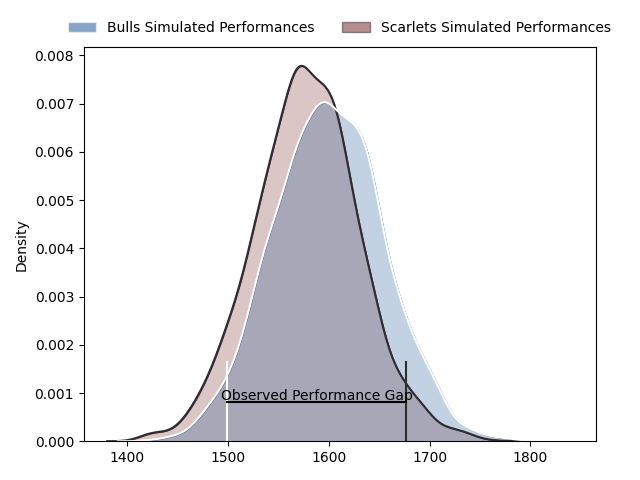 Bulls Simulated Performances Scarlets Simulated Performances
0.008
0.007
0.006
0.005
0.004
0.003
0.002
0.001
0.000
Density
Observed Performance Gap
1400 1500 1600 1700 1800